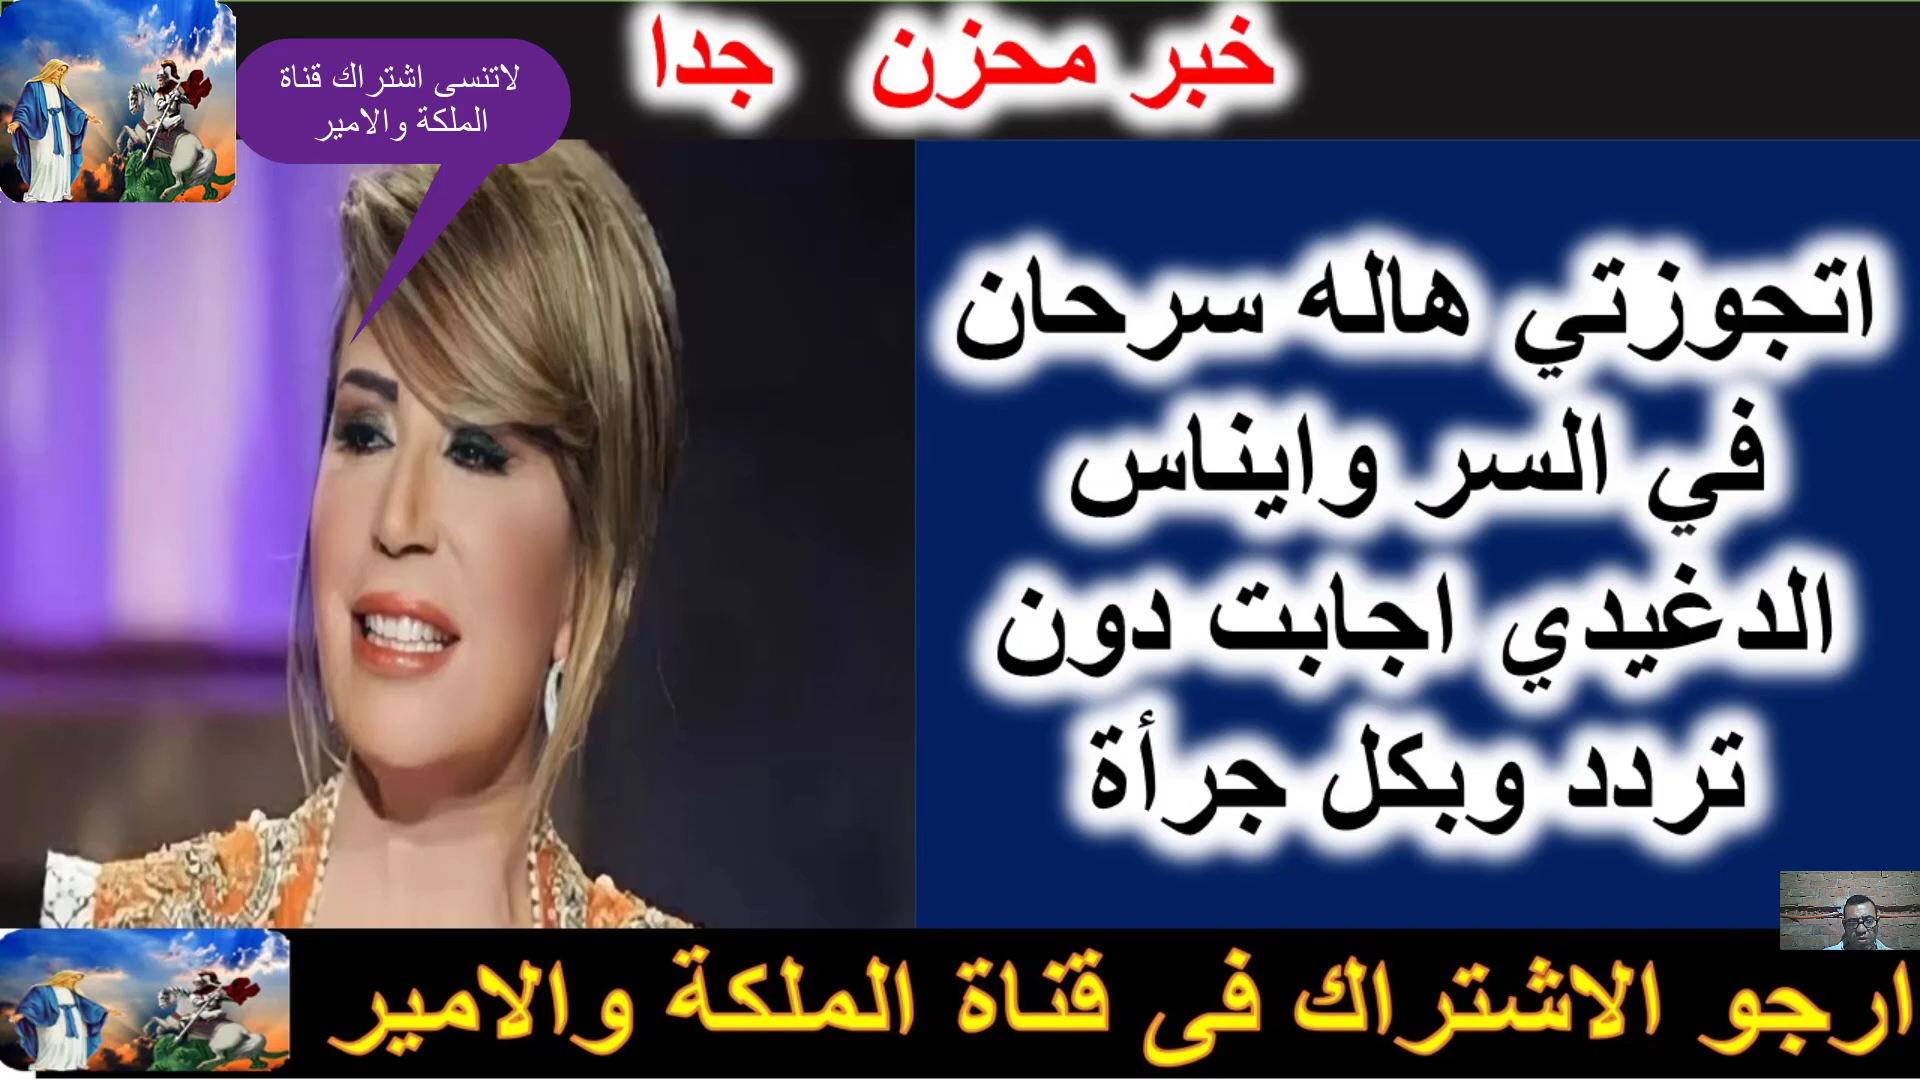 خبر محزن جدا
لاتنسى اشتراك قناة
الملكة والامير
اتجوزتي هاله سرحان
في السر وايناس
الدغيدي اجابت دون
تردد وبكل جرأة
ارجو الاشتراك فى قناة الملكة والامير